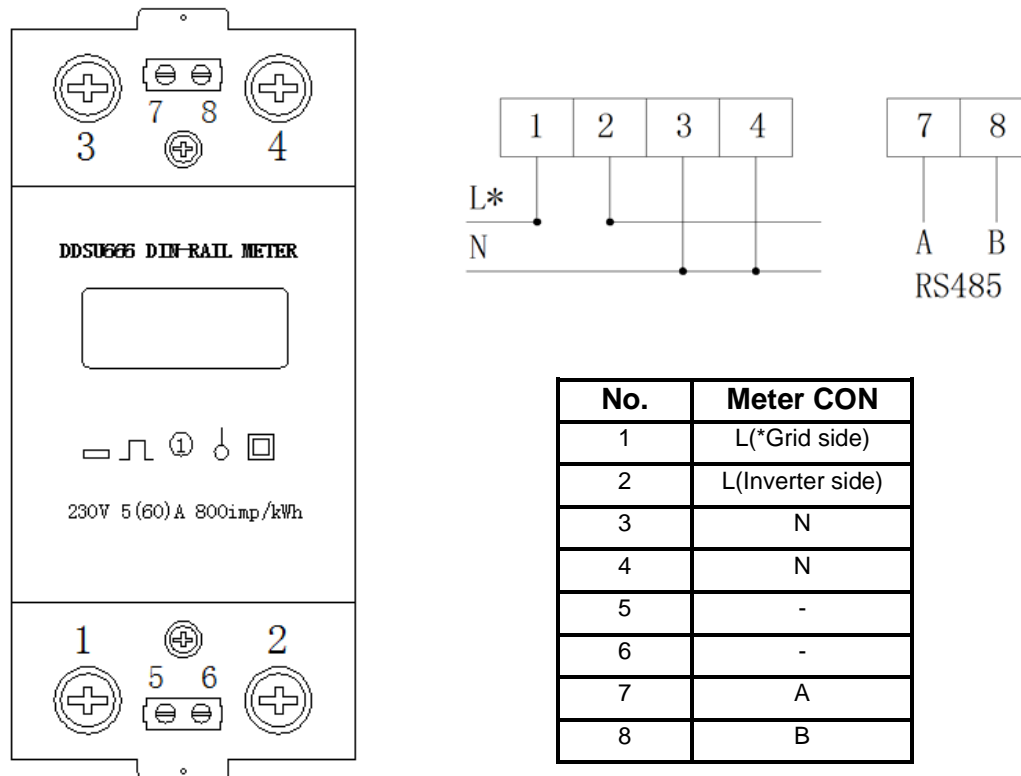 7 8
3 4
DDSU666 DIN-RAIL METER
1
230V 5(60)A 800imp/kWh
1 2
5 6
1 2 3 4
L*
N
7 8
A B
RS485
No. Meter CON
1 L(*Grid side)
2 L(Inverter side)
3 N
4 N
5 -
6 -
7 A
8 B